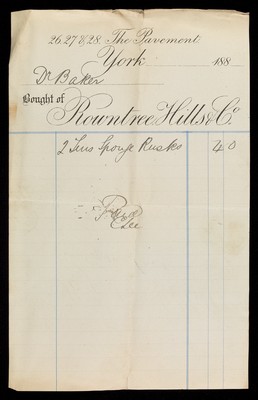 26, 27 & 28, The Pavement
York 188
Dr Baker
Bought of
Rowntree Hills & Co
2 Tins Sponge Rusks 4 0
Paid